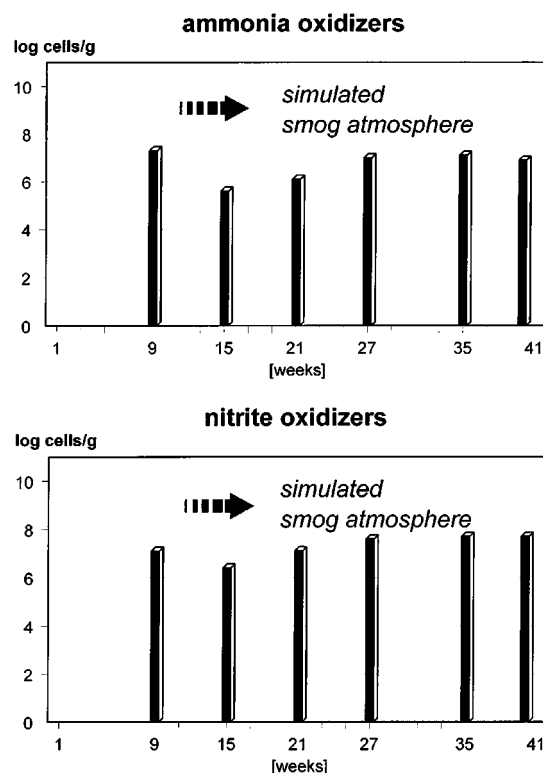 ammonia oxidizers
log cells/g
simulated
smog atmosphere
10
8
6
4
2
0
1 9 15 21 27 35 41
[weeks]
nitrite oxidizers
log cells/g
simulated
smog atmosphere
10
8
6
4
2
0
1 9 15 21 27 35 41
[weeks]